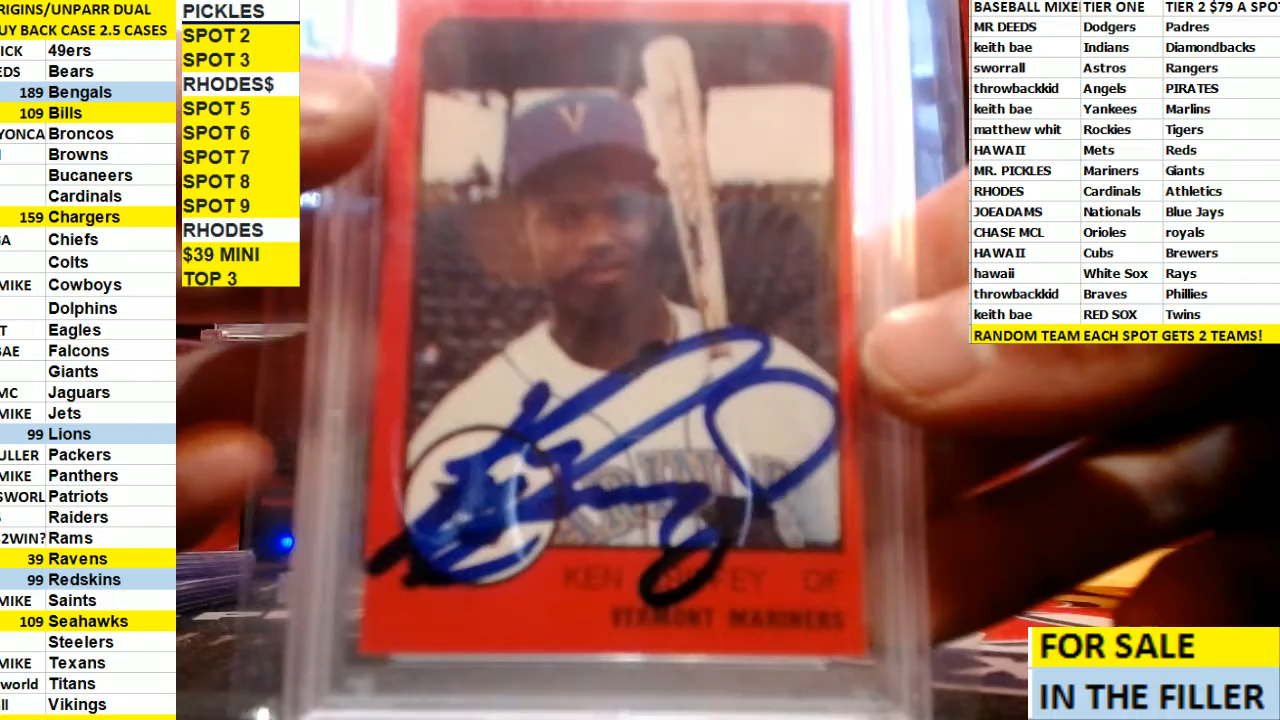 RIGINS/UNPARR DUAL
UY BACK CASE 2.5 CASES
ICK 49ers
EDS Bears
189 Bengals
109 Bills
YONCA Broncos
Browns
Bucaneers
Cardinals
159 Chargers
GA Chiefs
Colts
MIKE Cowboys
Dolphins
T Eagles
BAE Falcons
Giants
MC Jaguars
MIKE Jets
99 Lions
ULLER Packers
MIKE Panthers
SWORL Patriots
Raiders
2WIN? Rams
39 Ravens
99 Redskins
MIKE Saints
109 Seahawks
Steelers
MIKE Texans
world Titans
ll Vikings
PICKLES
SPOT 2
SPOT 3
RHODES$
SPOT 5
SPOT 6
SPOT 7
SPOT 8
SPOT 9
RHODES
$39 MINI
TOP 3
V
OF
VERMONT MARINERS
BASEBALL MIXE TIER ONE TIER 2 $79 A SPO
MR DEEDS Dodgers Padres
keith bae Indians Diamondbacks
sworrall Astros Rangers
throwbackkid Angels PIRATES
keith bae Yankees Marlins
matthew whit Rockies Tigers
HAWAII Mets Reds
MR. PICKLES Mariners Giants
RHODES Cardinals Athletics
JOEADAMS Nationals Blue Jays
CHASE MCL Orioles royals
HAWAII Cubs Brewers
hawaii White Sox Rays
throwbackkid Braves Phillies
keith bae RED SOX Twins
RANDOM TEAM EACH SPOT GETS 2 TEAMS!
FOR SALE
IN THE FILLER